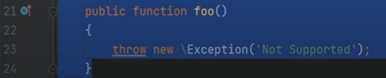 21 public function foo()
22 {
23 throw new \Exception('Not Supported');
24 }